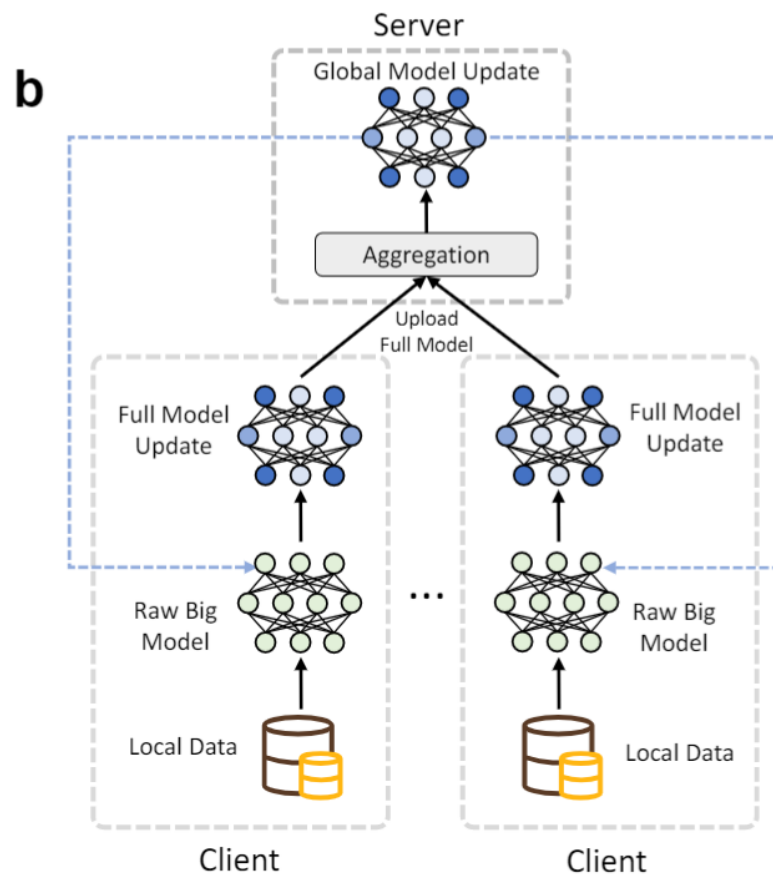 Server
b
Global Model Update
Aggregation
Upload
Full Model
Full Model
Update
Full Model
Update
Raw Big
Model
...
Raw Big
Model
Local Data
Local Data
Client
Client